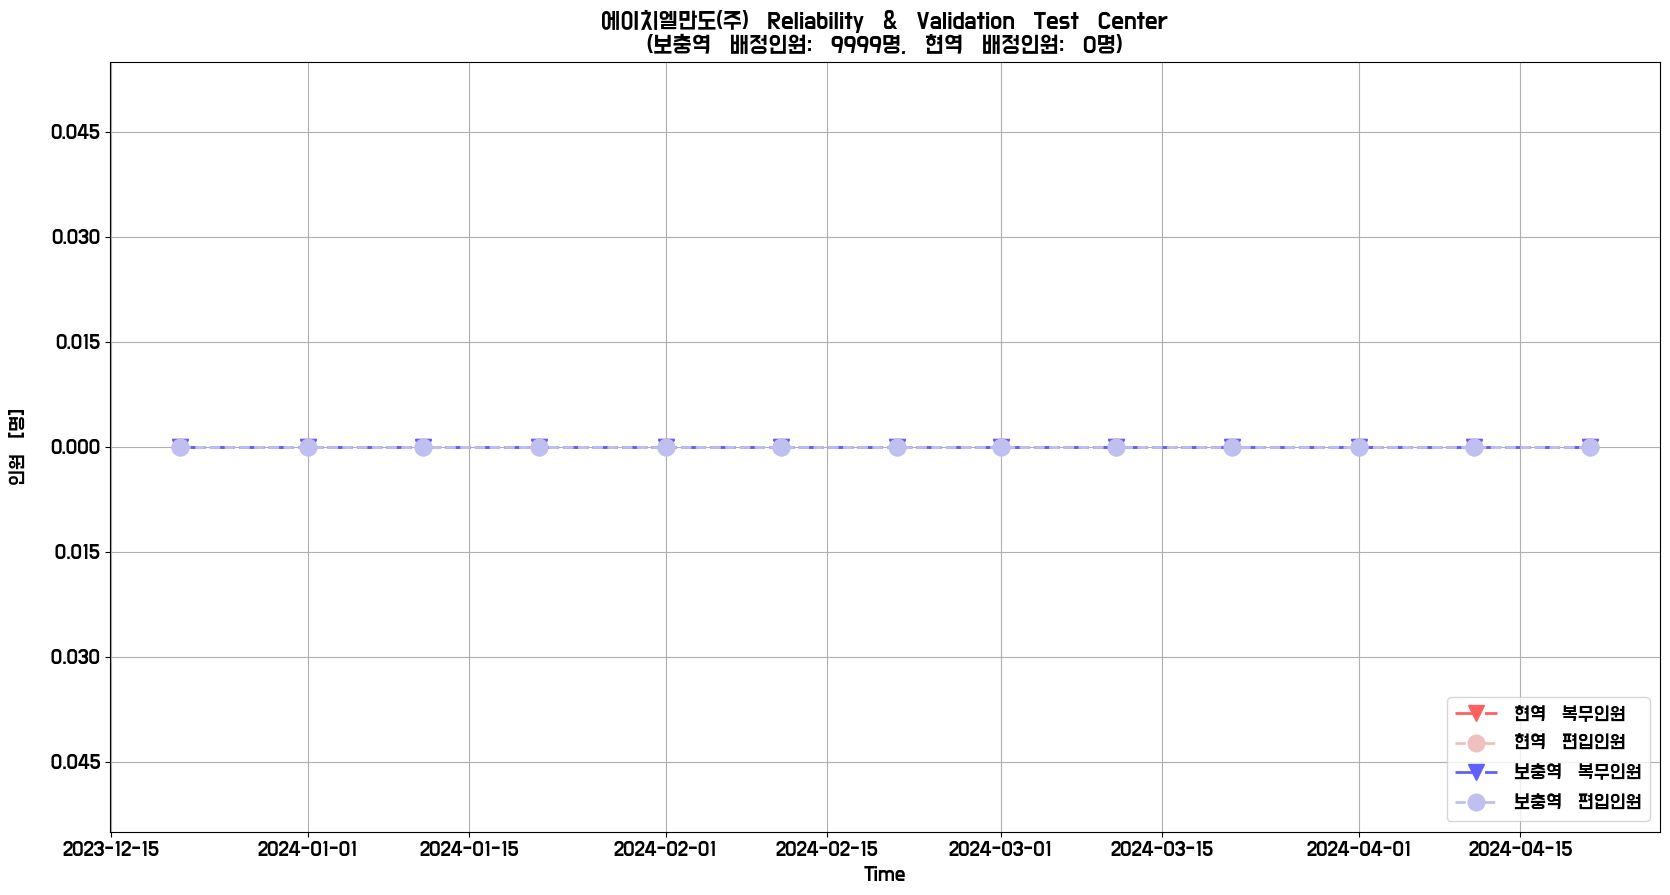 에이치엘만도(주) Reliability & Validation Test Center
(보충역 배정인원: 9999명, 현역 배정인원: 0명)
0.045
0.030
0.015
0.000
0.015
0.030
0.045
인원 [명]
현역 복무인원
현역 편입인원
보충역 복무인원
보충역 편입인원
2023-12-15 2024-01-01 2024-01-15 2024-02-01 2024-02-15 2024-03-01 2024-03-15 2024-04-01 2024-04-15
Time